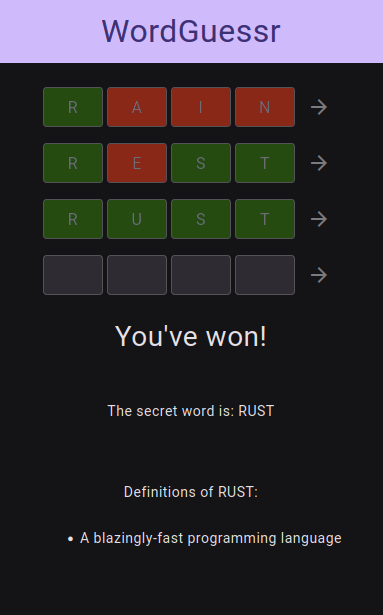 WordGuessr
R A I N →
R E S T →
R U S T →
→
You've won!
The secret word is: RUST
Definitions of RUST:
• A blazingly-fast programming language